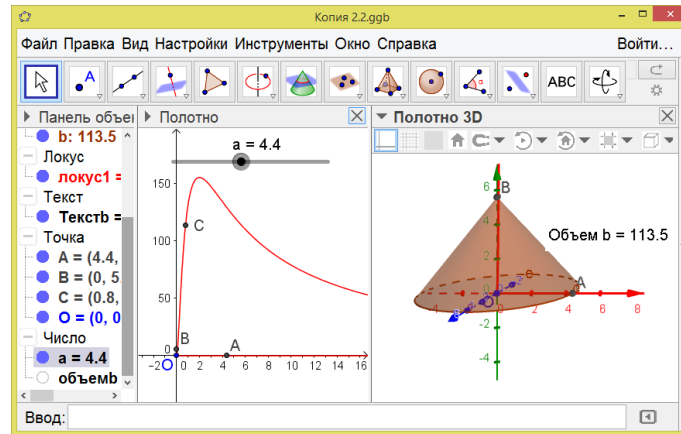 Копия 2.2.ggb
Файл Правка Вид Настройки Инструменты Окно Справка Войти...
A ABC
Панель объе Полотно Полотно 3D
b: 113.5
Локус
локус1 =
Текст
Текстb =
Точка
A = (4.4,
B = (0, 5
C = (0.8,
O = (0, 0
Число
a = 4.4
объемb
a = 4.4
150
100
50
0
C
B
A
O
-2 0 2 4 6 8 10 12 14 16
Объем b = 113.5
B
A
e
6
4
2
-2
-4
4 0 4 6 8
Ввод: